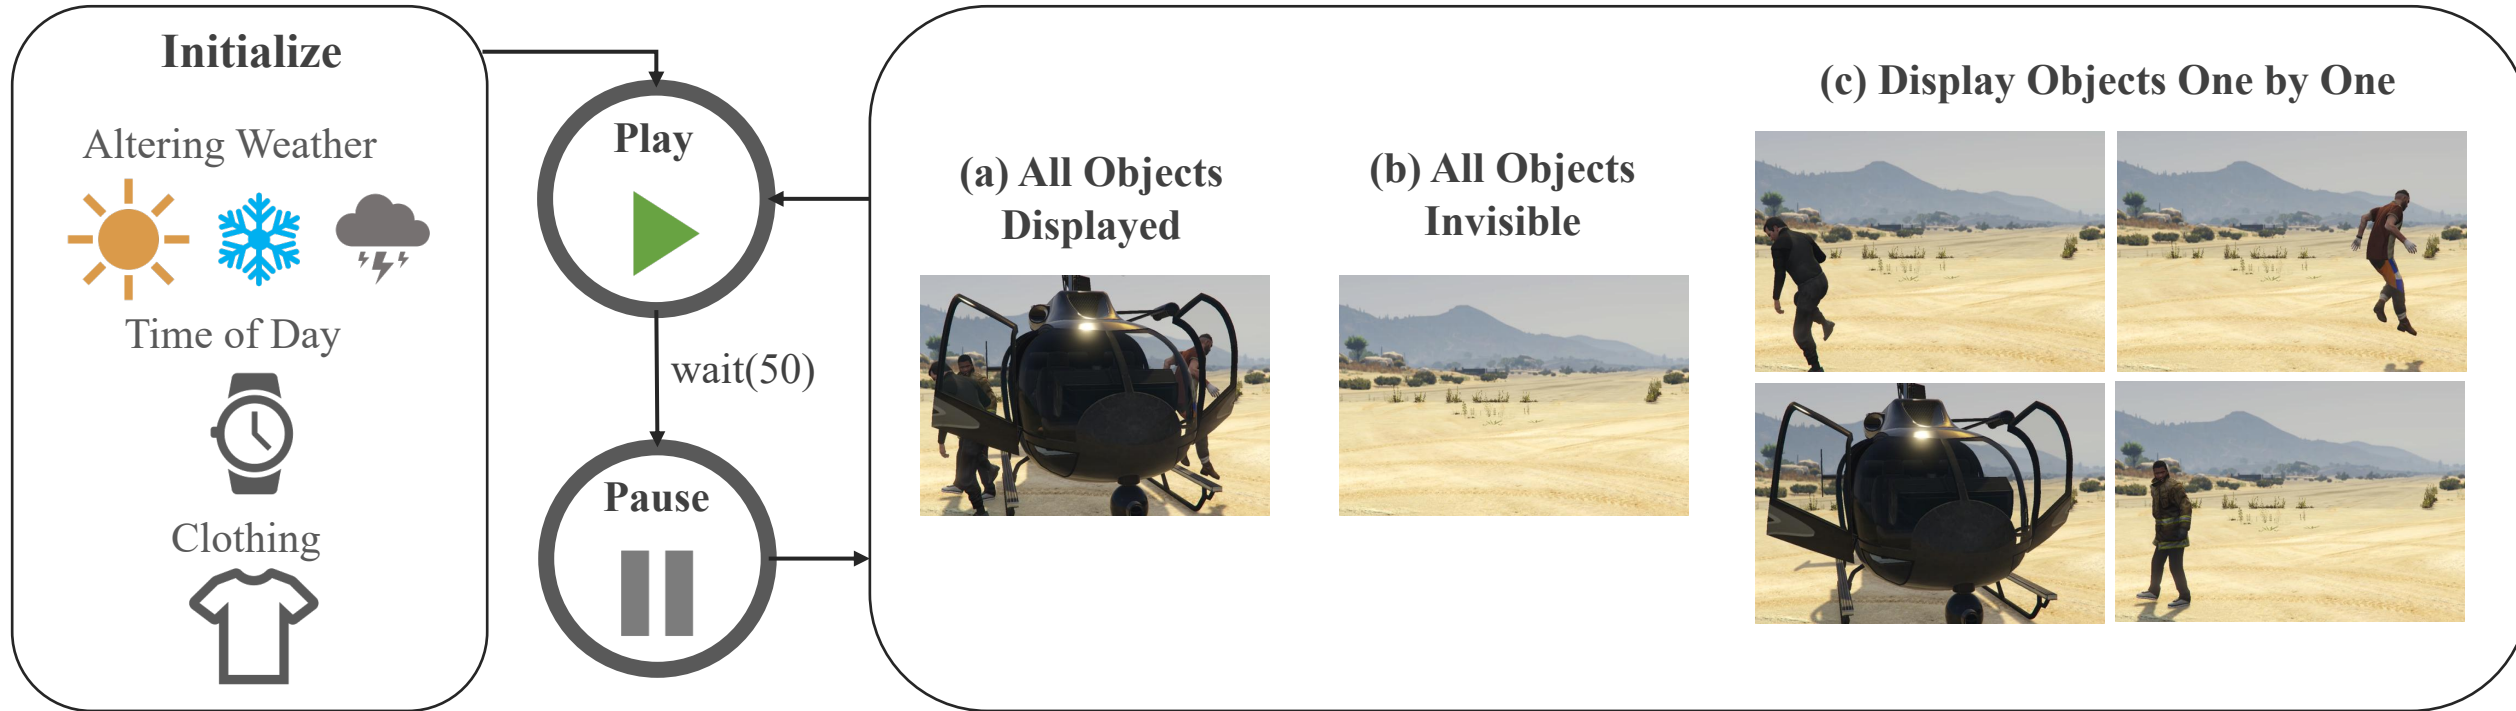 Initialize
Altering Weather
Time of Day
Clothing
Play
wait(50)
Pause
(a) All Objects
Displayed
(b) All Objects
Invisible
(c) Display Objects One by One